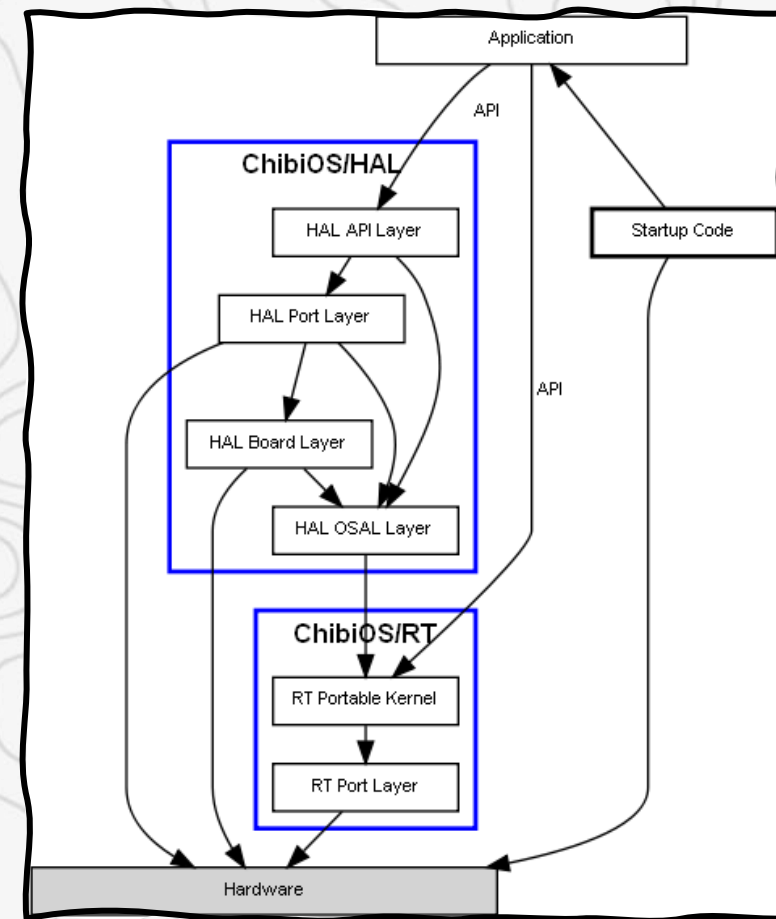 Application
API
ChibiOS/HAL
HAL API Layer
Startup Code
HAL Port Layer
API
HAL Board Layer
HAL OSAL Layer
ChibiOS/RT
RT Portable Kernel
RT Port Layer
Hardware